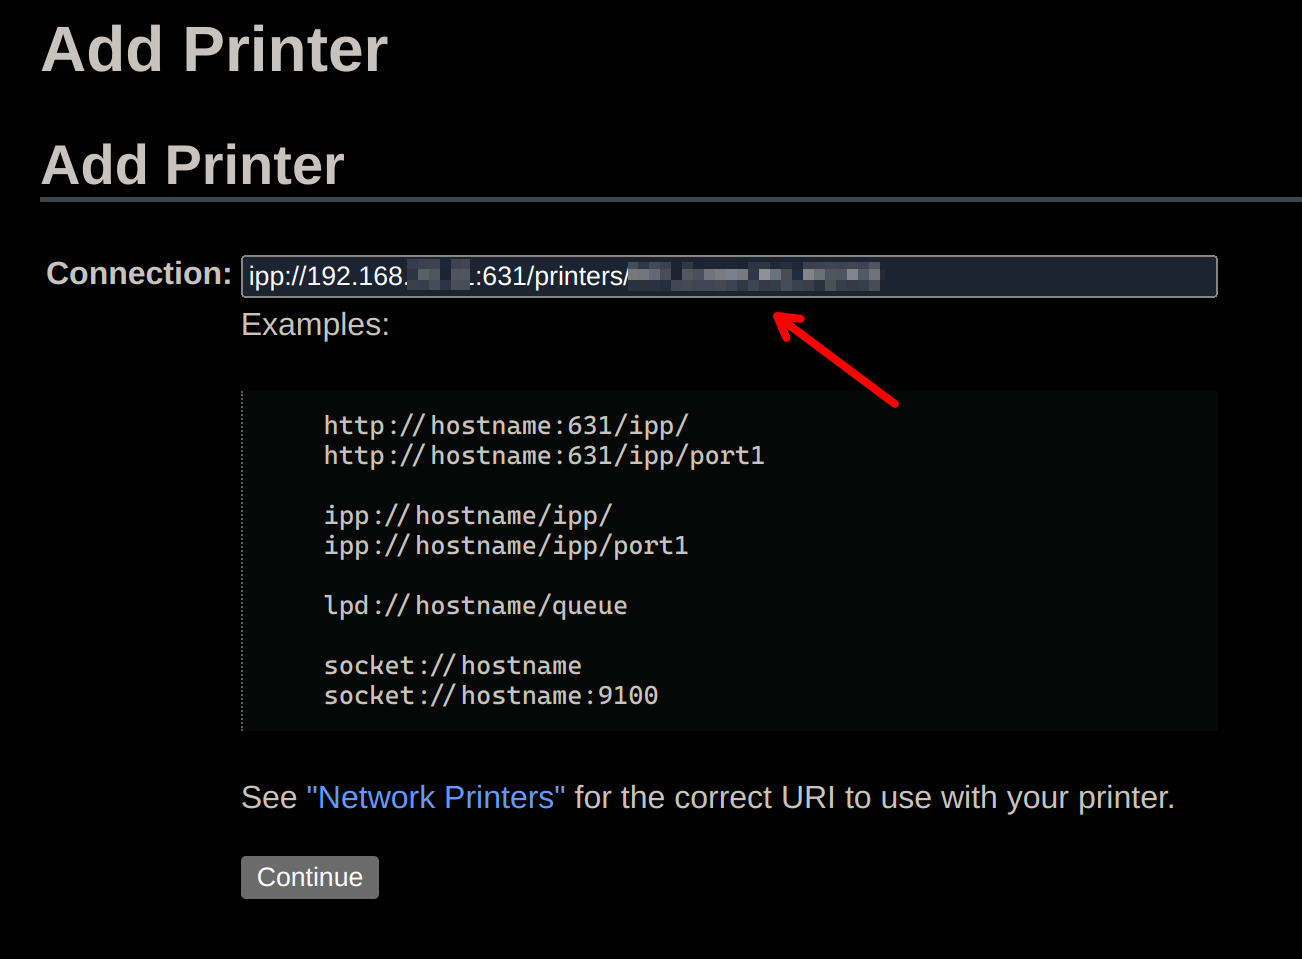 Add Printer
Add Printer
Connection: ipp://192.168. :631/printers/
Examples:
http://hostname:631/ipp/
http://hostname:631/ipp/port1
ipp://hostname/ipp/
ipp://hostname/ipp/port1
lpd://hostname/queue
socket://hostname
socket://hostname:9100
See "Network Printers" for the correct URI to use with your printer.
Continue